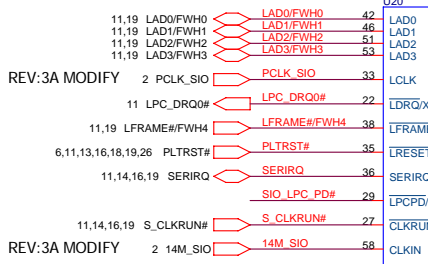 U20
11,19 LAD0/FWH0 LAD0/FWH0 42 LAD0
11,19 LAD1/FWH1 LAD1/FWH1 46 LAD1
11,19 LAD2/FWH2 LAD2/FWH2 51 LAD2
11,19 LAD3/FWH3 LAD3/FWH3 53 LAD3
REV:3A MODIFY 2 PCLK_SIO PCLK_SIO 33 LCLK
11 LPC_DRQ0# LPC_DRQ0# 22 LDRQ/X
11,19 LFRAME#/FWH4 LFRAME#/FWH4 38 LFRAME
6,11,13,16,18,19,26 PLTRST# PLTRST# 35 LRESET
11,14,16,19 SERIRQ SERIRQ 36 SERIRQ
SIO_LPC_PD# 29 LPCPD/
11,14,16,19 S_CLKRUN# S_CLKRUN# 27 CLKRUN
REV:3A MODIFY 2 14M_SIO 14M_SIO 58 CLKIN